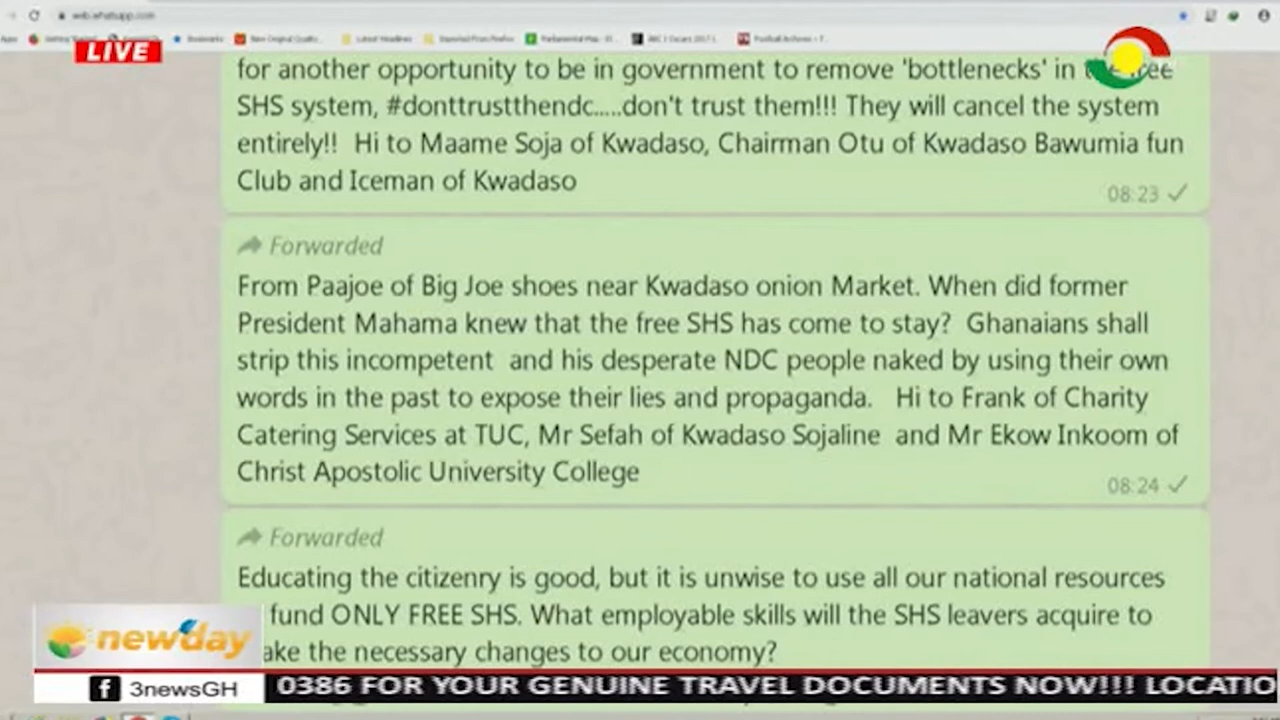 web.whatsapp.com
LIVE
for another opportunity to be in government to remove 'bottlenecks' in free
SHS system, #donttrustthendc.....don't trust them!!! They will cancel the system
entirely!! Hi to Maame Soja of Kwadaso, Chairman Otu of Kwadaso Bawumia fun
Club and Iceman of Kwadaso
08:23
Forwarded
From Paajoe of Big Joe shoes near Kwadaso onion Market. When did former
President Mahama knew that the free SHS has come to stay? Ghanaians shall
strip this incompetent and his desperate NDC people naked by using their own
words in the past to expose their lies and propaganda. Hi to Frank of Charity
Catering Services at TUC, Mr Sefah of Kwadaso Sojaline and Mr Ekow Inkoom of
Christ Apostolic University College
08:24
Forwarded
Educating the citizenry is good, but it is unwise to use all our national resources
fund ONLY FREE SHS. What employable skills will the SHS leavers acquire to
ake the necessary changes to our economy?
newday
3newsGH
0386 FOR YOUR GENUINE TRAVEL DOCUMENTS NOW!!! LOCATIO